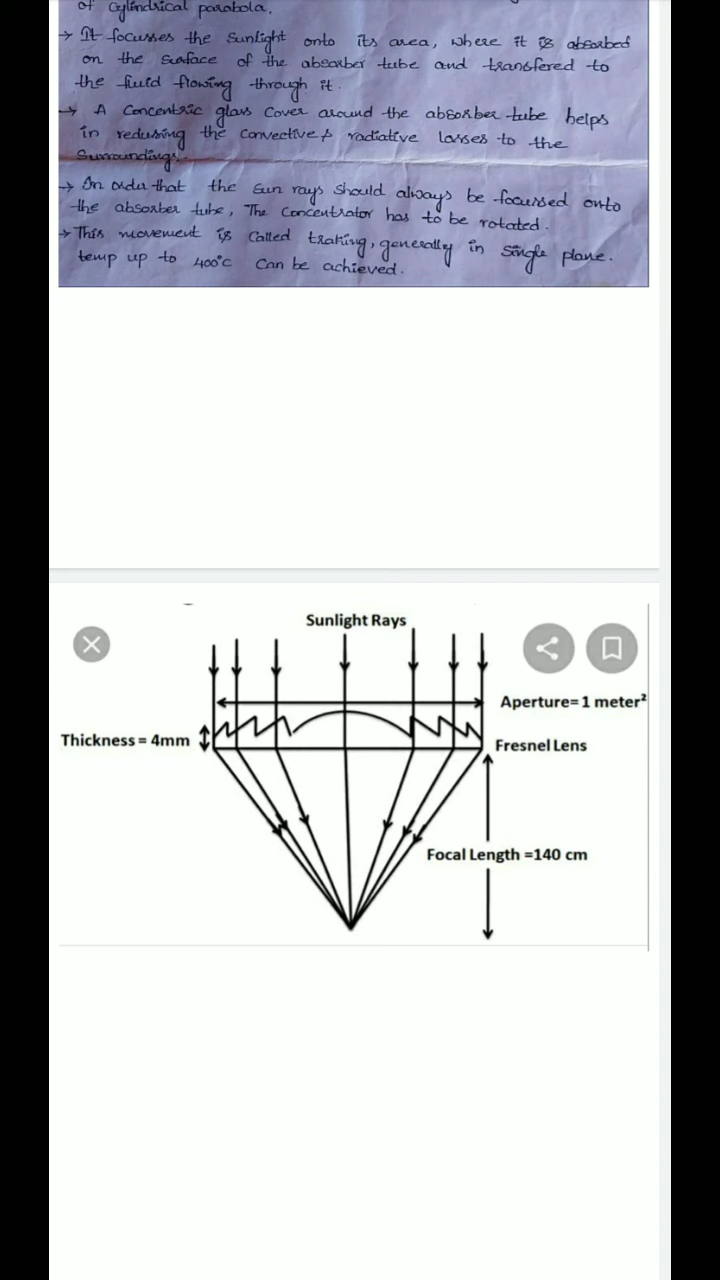 of Cylindrical parabola.
→ It focusses the Sunlight onto its area, where it is absorbed
on the surface of the absorber tube and transfered to
the fluid flowing through it.
→ A Concentric glass Cover around the absorber tube helps
in redusing the convective & radiative losses to the
Surroundings.
→ In order that the Sun rays should always be focussed onto
the absorber tube, The Concentrator has to be rotated.
→ This movement is Called traking, generally in single plane.
temp up to 400°C Can be achieved.
Sunlight Rays
Aperture=1 meter²
Thickness = 4mm
Fresnel Lens
Focal Length =140 cm